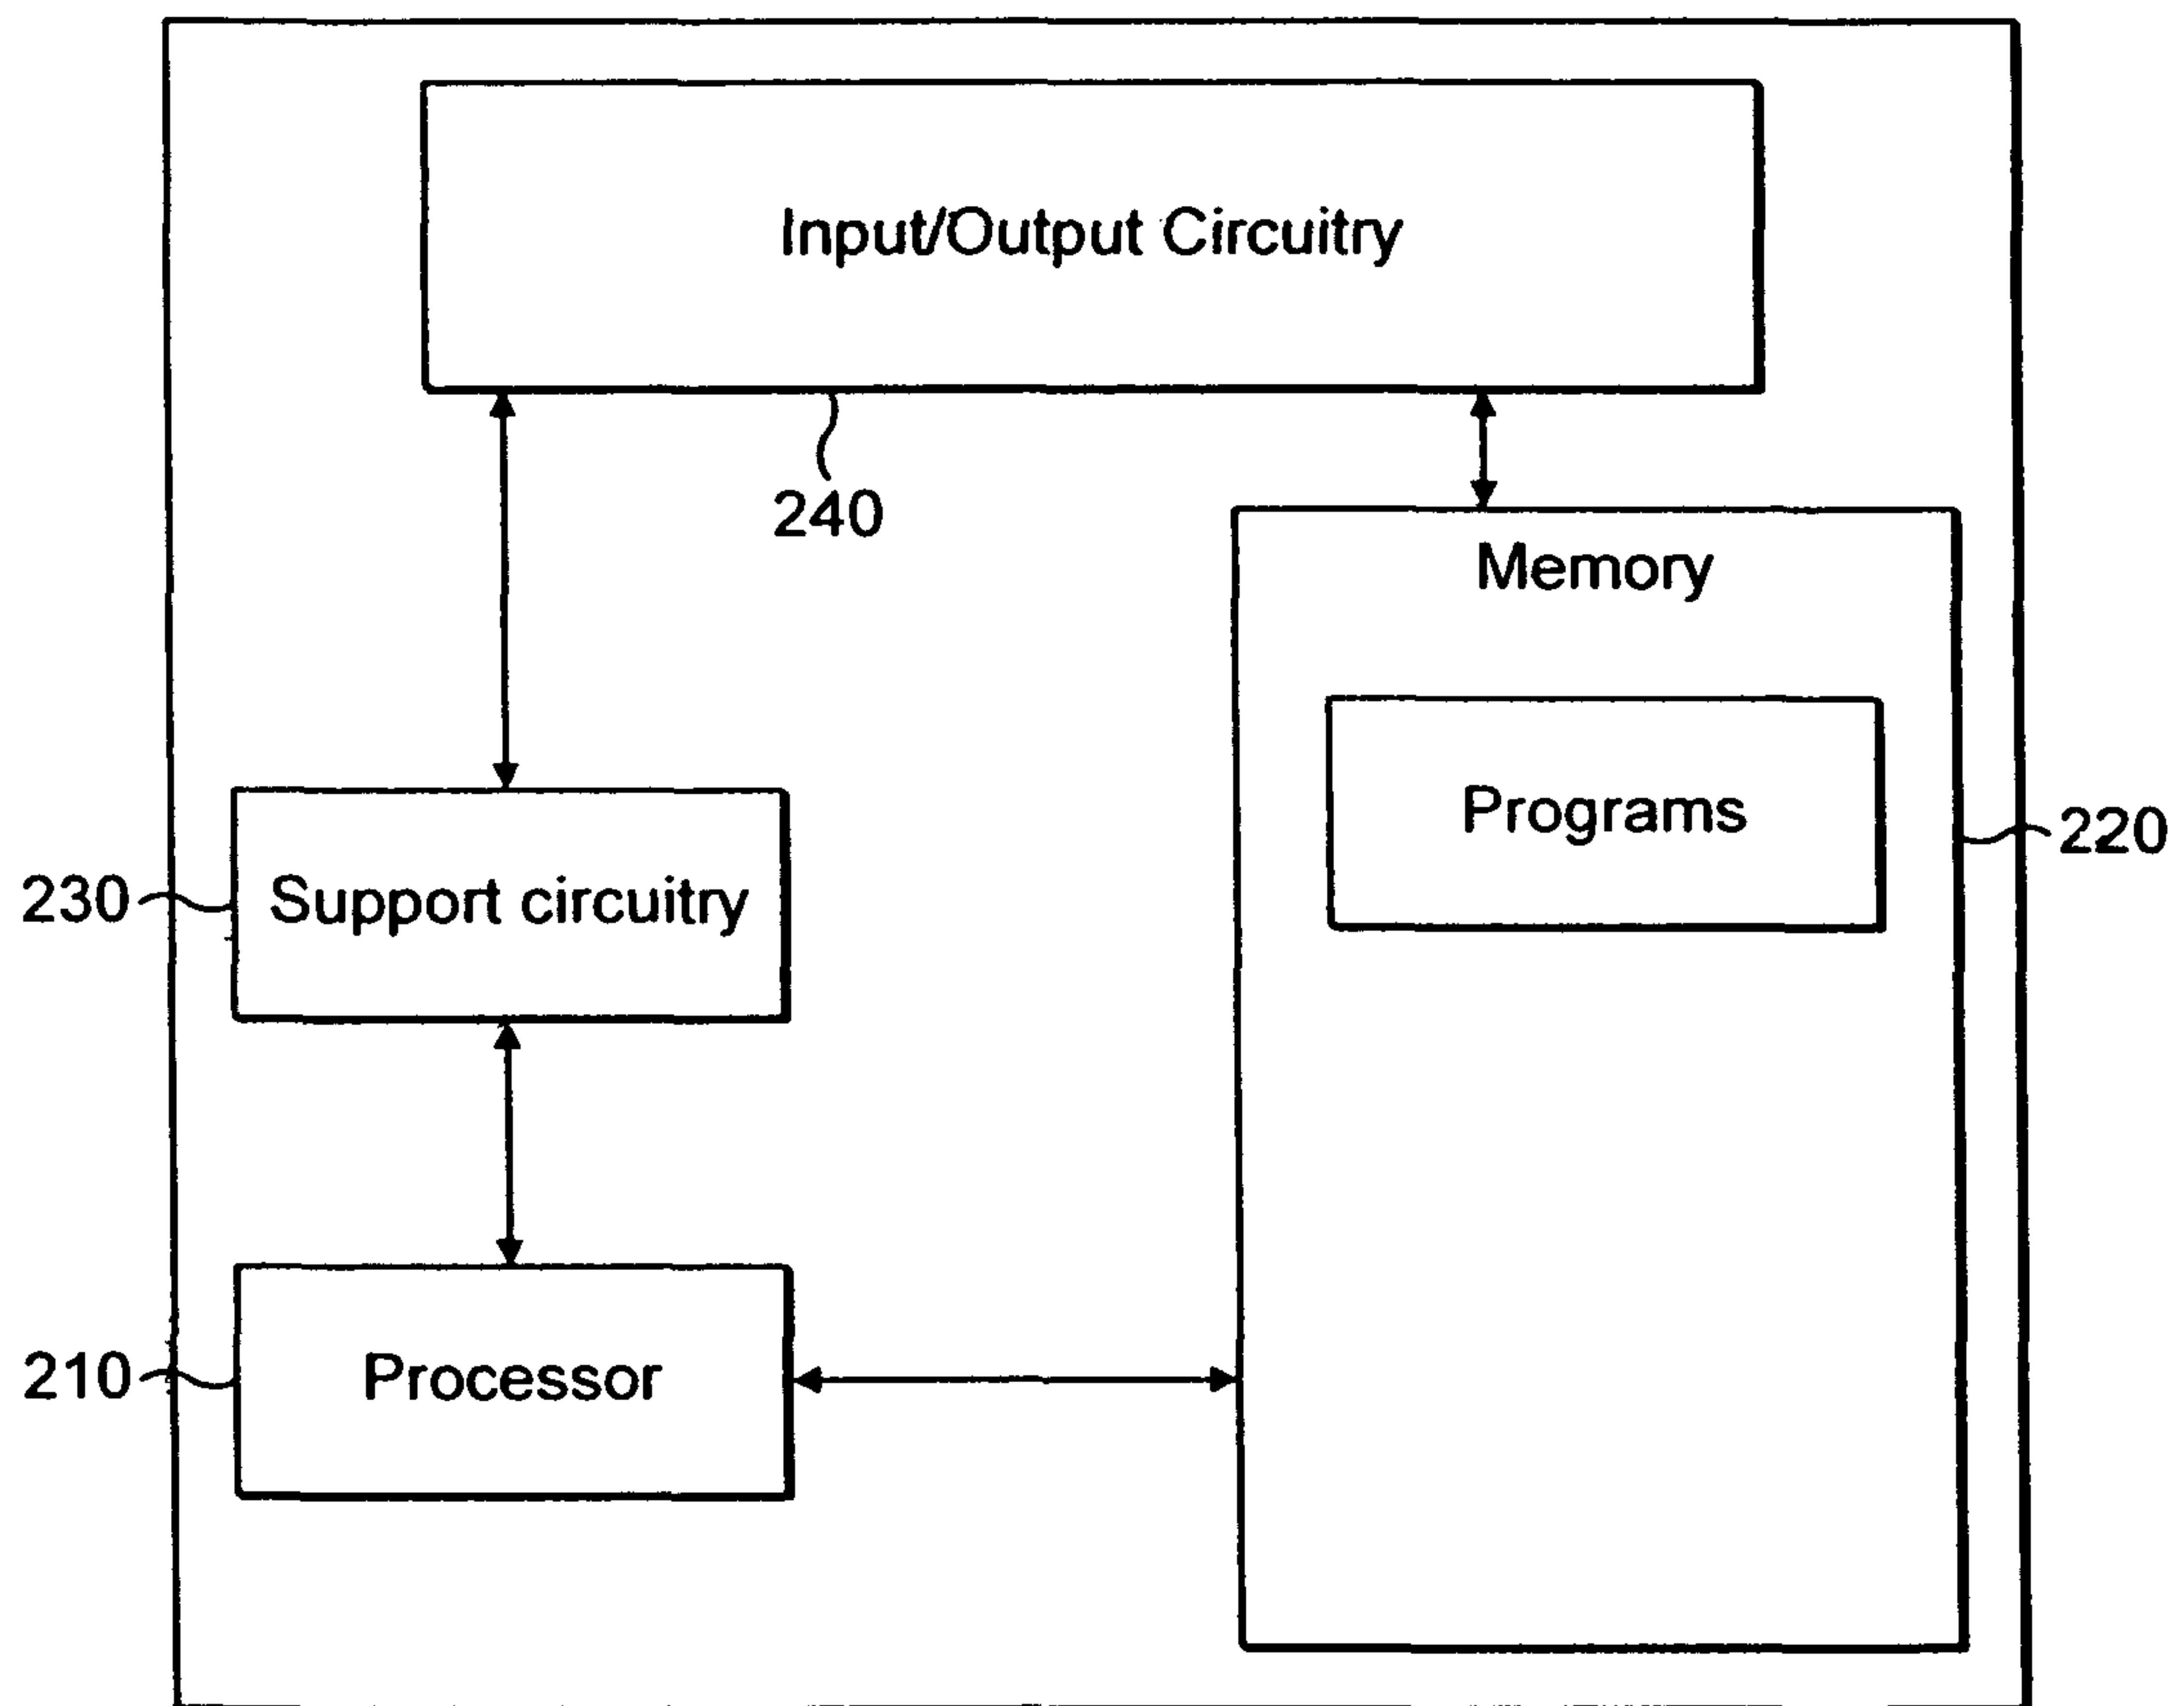 Input/Output Circuitry
240
Memory
Programs
220
230
Support circuitry
210
Processor